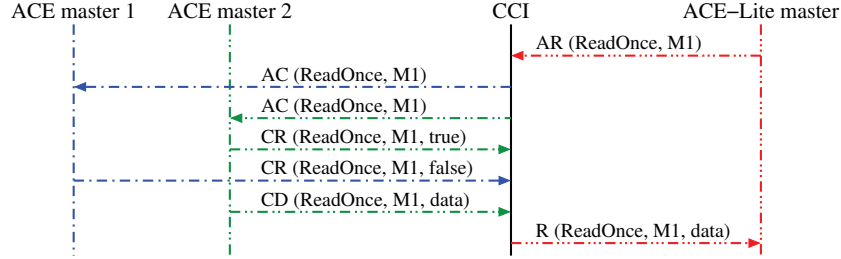 ACE master 1 ACE master 2 CCI ACE−Lite master
AR (ReadOnce, M1)
AC (ReadOnce, M1)
AC (ReadOnce, M1)
CR (ReadOnce, M1, true)
CR (ReadOnce, M1, false)
CD (ReadOnce, M1, data)
R (ReadOnce, M1, data)